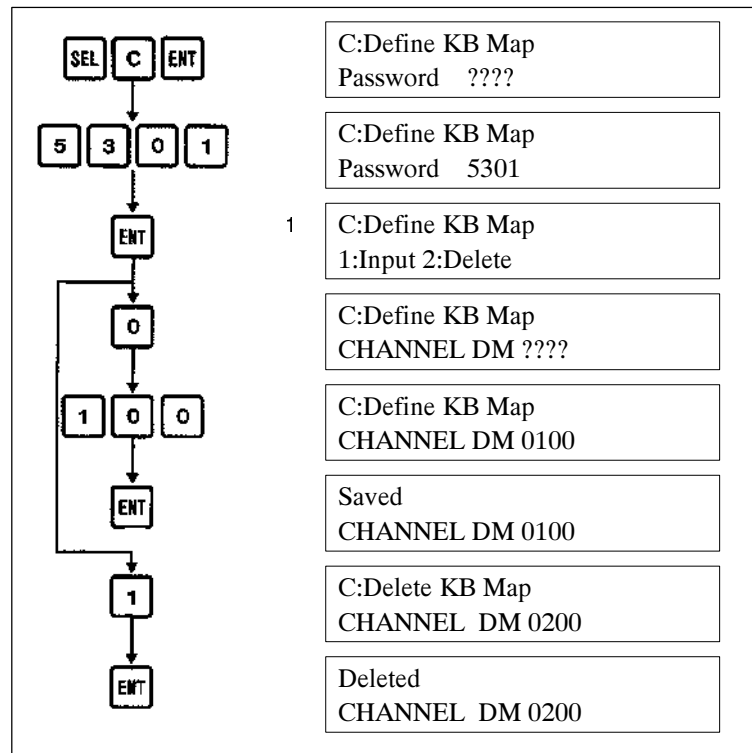 SEL C ENT
C:Define KB Map
Password ????
5 3 0 1
C:Define KB Map
Password 5301
ENT
1
C:Define KB Map
1:Input 2:Delete
0
C:Define KB Map
CHANNEL DM ????
1 0 0
C:Define KB Map
CHANNEL DM 0100
ENT
Saved
CHANNEL DM 0100
1
C:Delete KB Map
CHANNEL DM 0200
ENT
Deleted
CHANNEL DM 0200